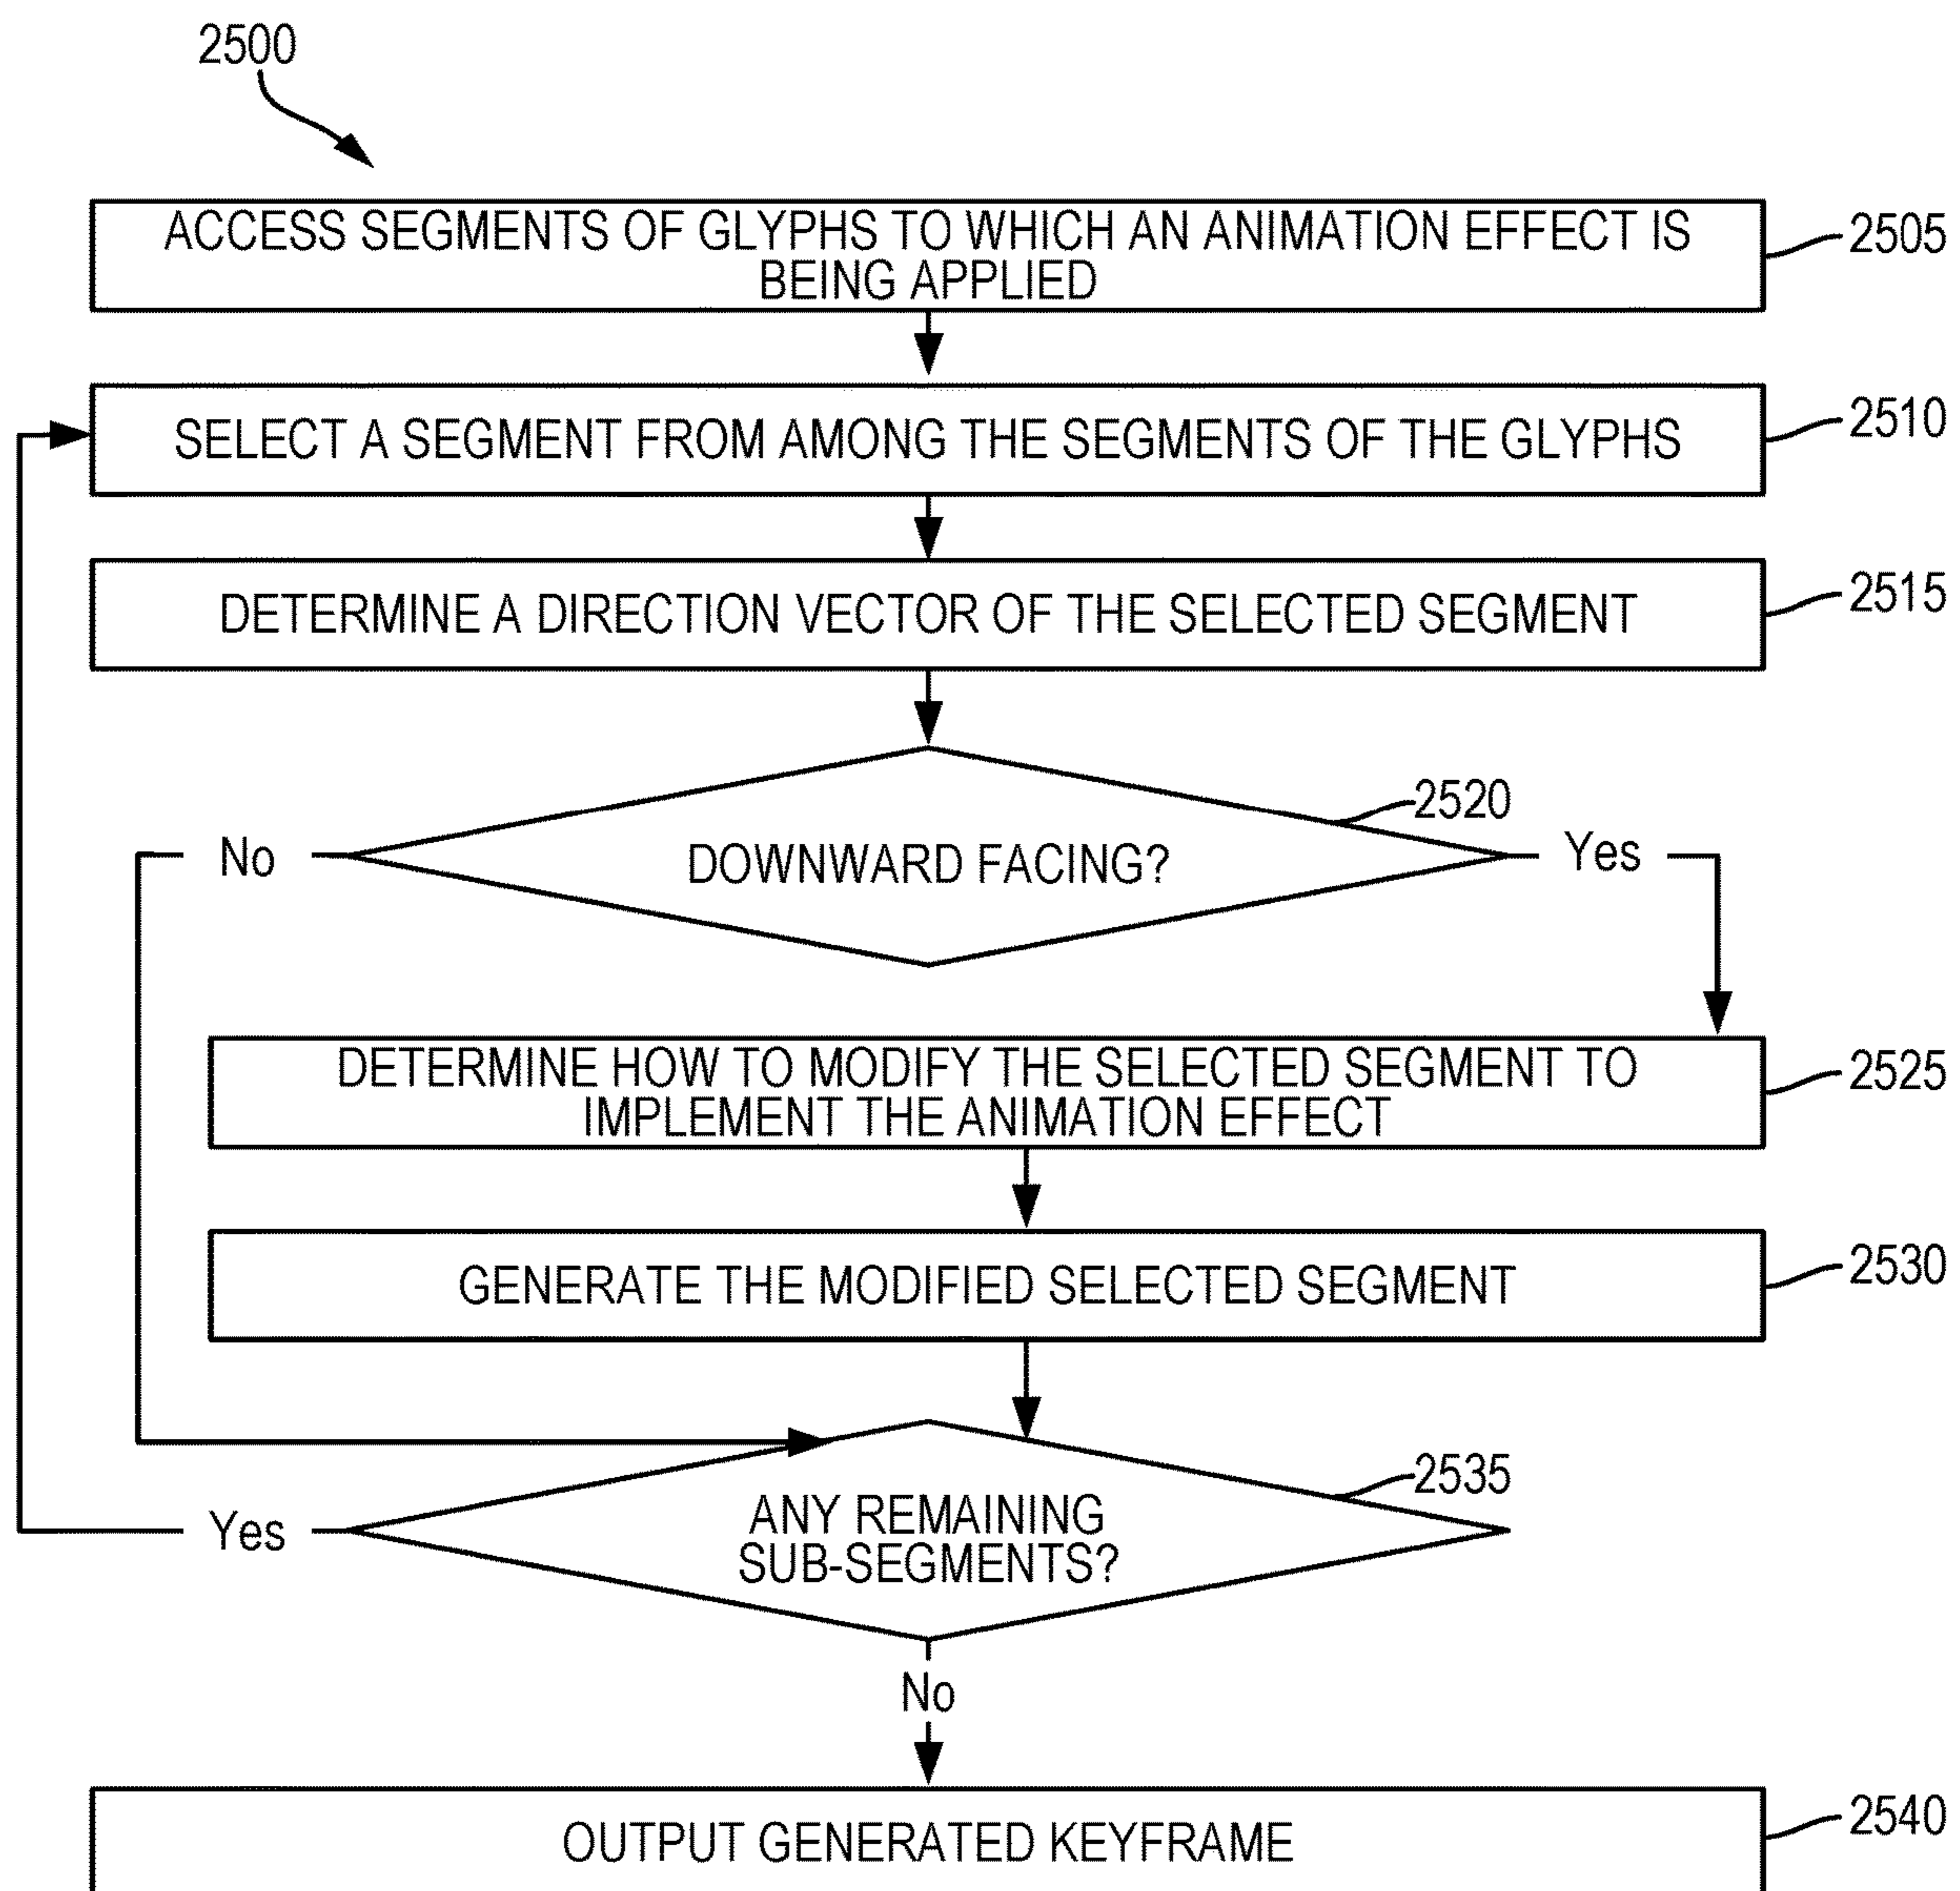 2500
ACCESS SEGMENTS OF GLYPHS TO WHICH AN ANIMATION EFFECT IS
BEING APPLIED
2505
SELECT A SEGMENT FROM AMONG THE SEGMENTS OF THE GLYPHS
2510
DETERMINE A DIRECTION VECTOR OF THE SELECTED SEGMENT
2515
2520
No
DOWNWARD FACING?
Yes
DETERMINE HOW TO MODIFY THE SELECTED SEGMENT TO
IMPLEMENT THE ANIMATION EFFECT
2525
GENERATE THE MODIFIED SELECTED SEGMENT
2530
2535
ANY REMAINING
SUB-SEGMENTS?
Yes
No
OUTPUT GENERATED KEYFRAME
2540